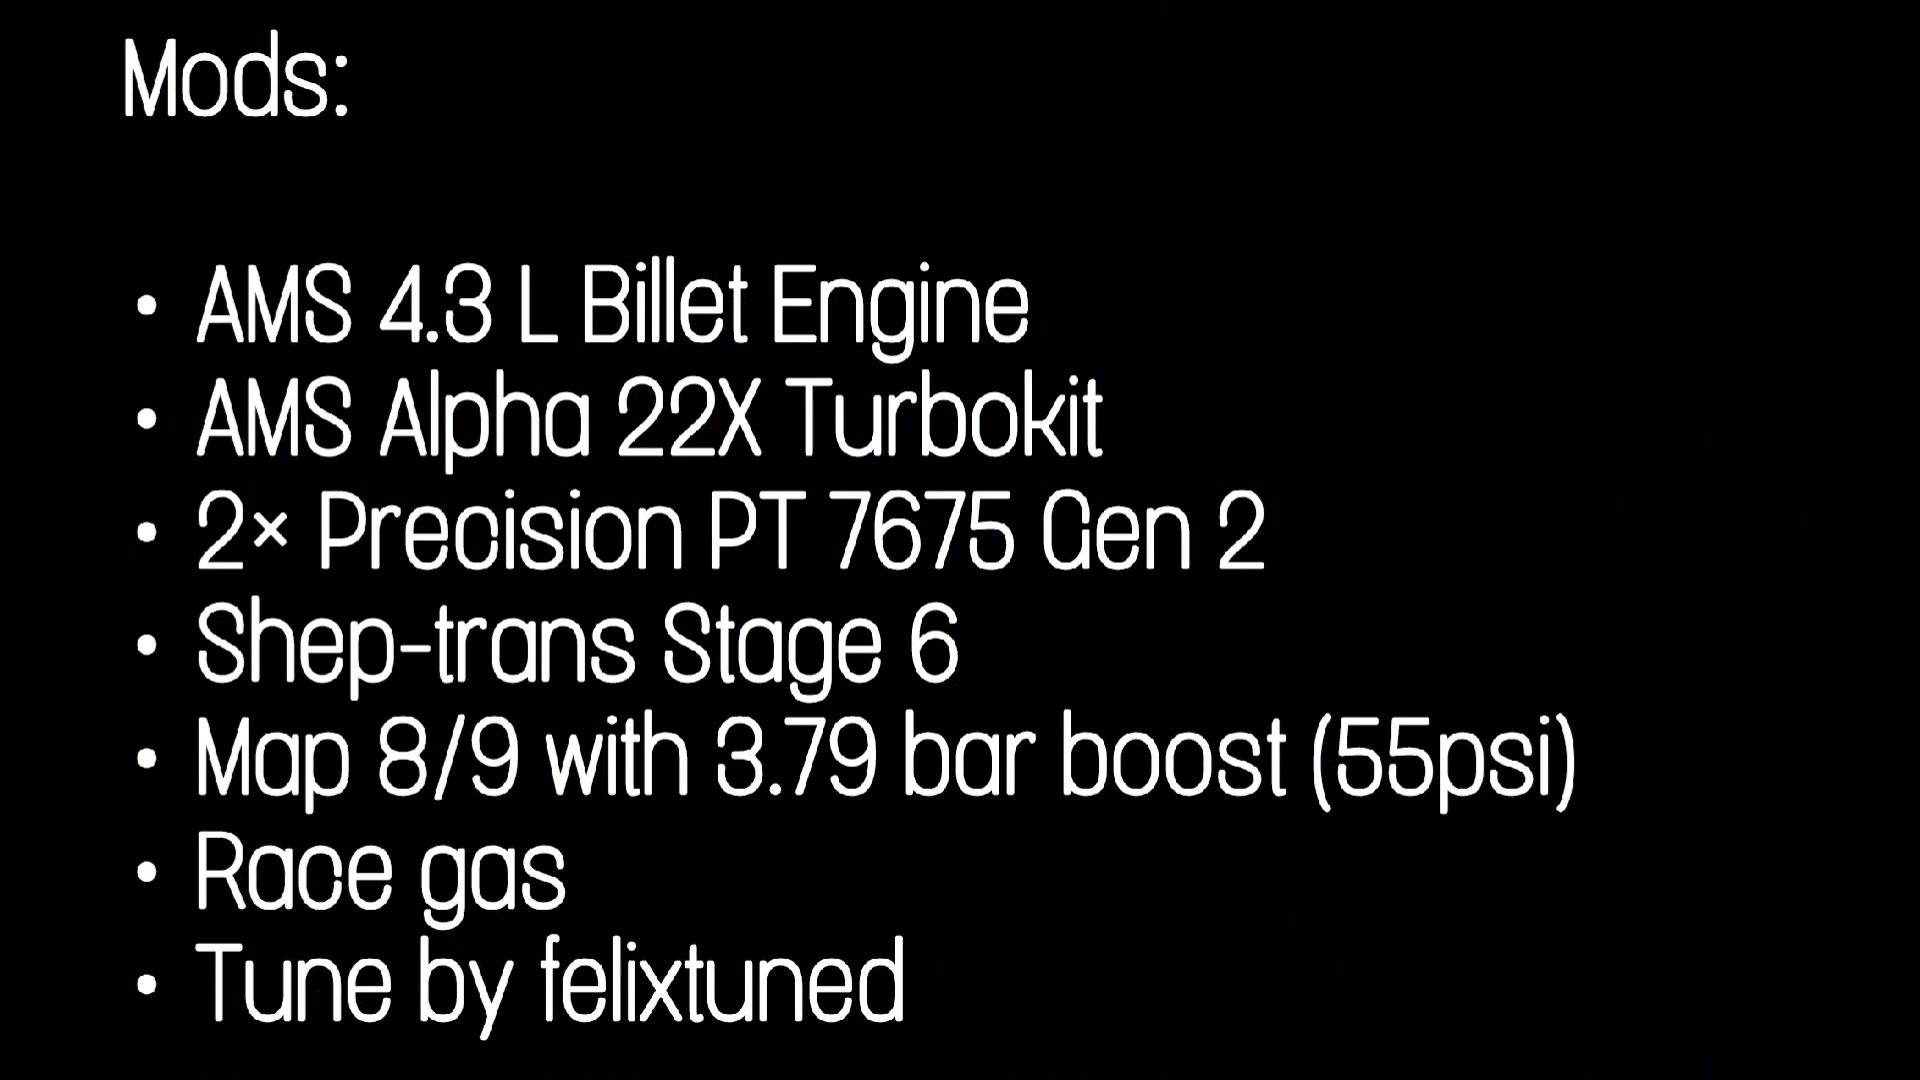 Mods:
• AMS 4.3 L Billet Engine
• AMS Alpha 22X Turbokit
• 2× Precision PT 7675 Gen 2
• Shep-trans Stage 6
• Map 8/9 with 3.79 bar boost (55psi)
• Race gas
• Tune by felixtuned